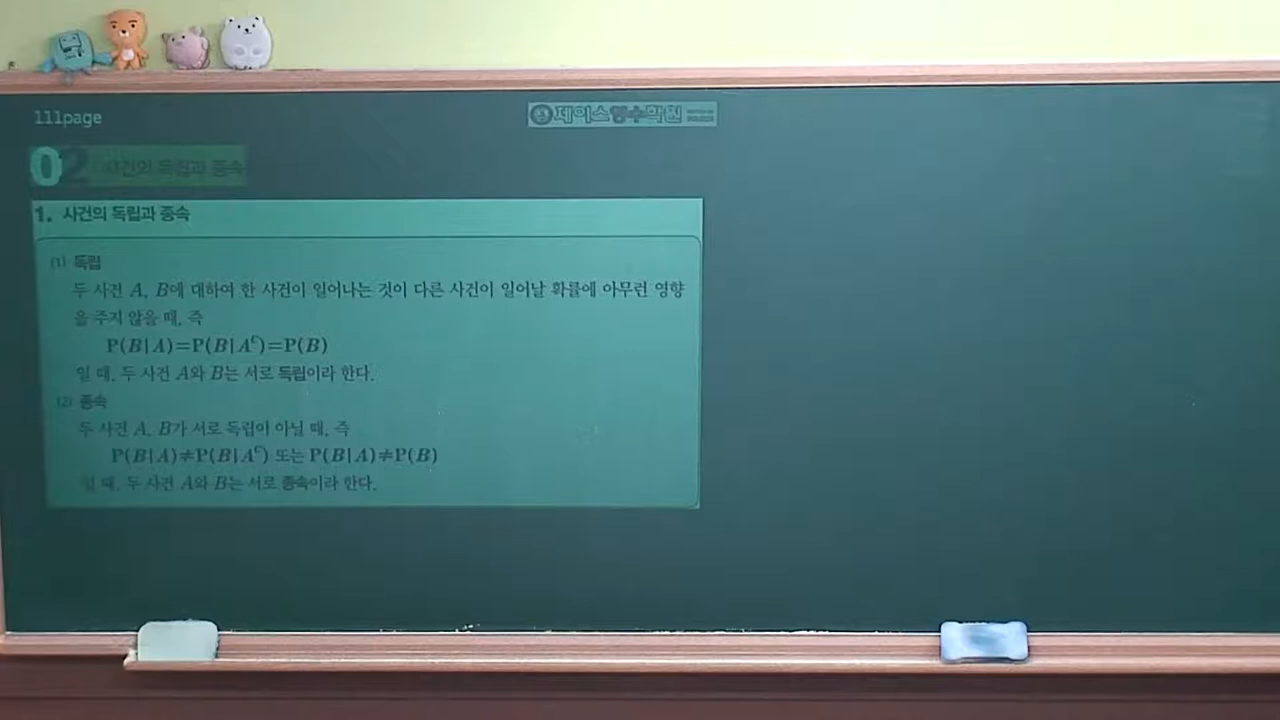 111page
제이스영수학원
02 사건의 독립과 종속
1. 사건의 독립과 종속
(1) 독립
두 사건 A, B에 대하여 한 사건이 일어나는 것이 다른 사건이 일어날 확률에 아무런 영향
을 주지 않을 때, 즉
P(B|A)=P(B|Aᶜ)=P(B)
일 때, 두 사건 A와 B는 서로 독립이라 한다.
(2) 종속
두 사건 A, B가 서로 독립이 아닐 때, 즉
P(B|A)≠P(B|Aᶜ) 또는 P(B|A)≠P(B)
일 때, 두 사건 A와 B는 서로 종속이라 한다.